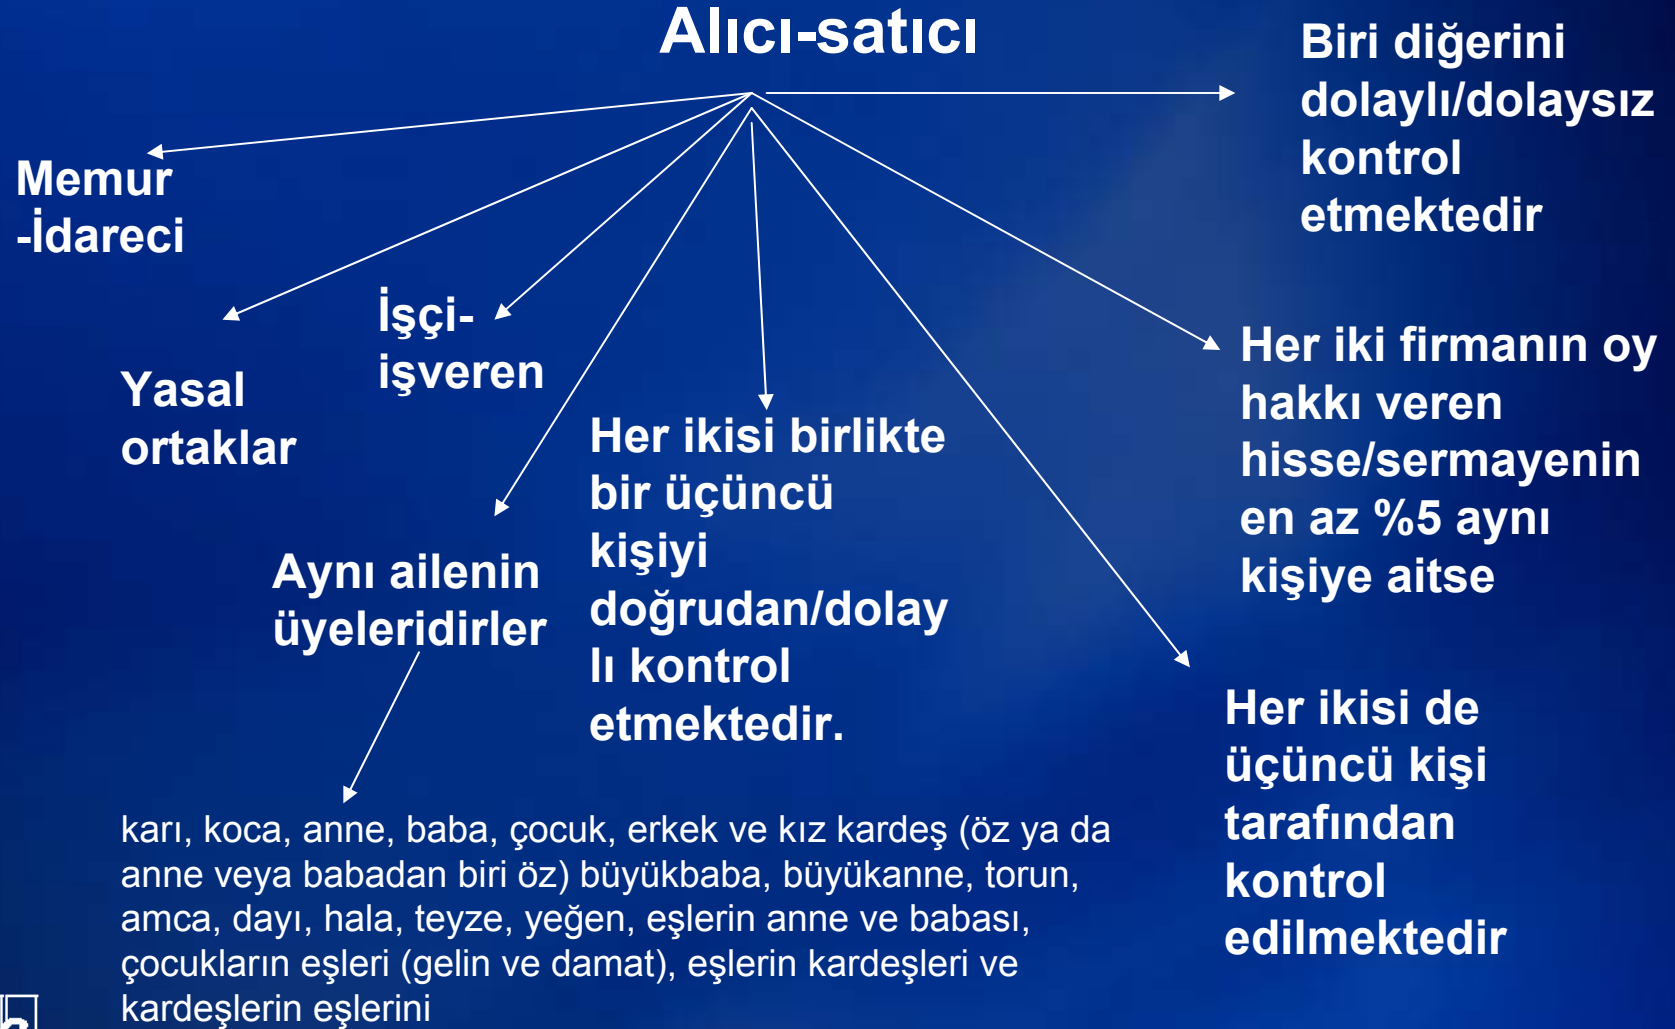 Alıcı-satıcı
Memur
-İdareci
Yasal
ortaklar
İşçi-
işveren
Aynı ailenin
üyeleridirler
karı, koca, anne, baba, çocuk, erkek ve kız kardeş (öz ya da
anne veya babadan biri öz) büyükbaba, büyükanne, torun,
amca, dayı, hala, teyze, yeğen, eşlerin anne ve babası,
çocukların eşleri (gelin ve damat), eşlerin kardeşleri ve
kardeşlerin eşlerini
Her ikisi birlikte
bir üçüncü
kişiyi
doğrudan/dolay
lı kontrol
etmektedir.
Biri diğerini
dolaylı/dolaysız
kontrol
etmektedir
Her iki firmanın oy
hakkı veren
hisse/sermayenin
en az %5 aynı
kişiye aitse
Her ikisi de
üçüncü kişi
tarafından
kontrol
edilmektedir